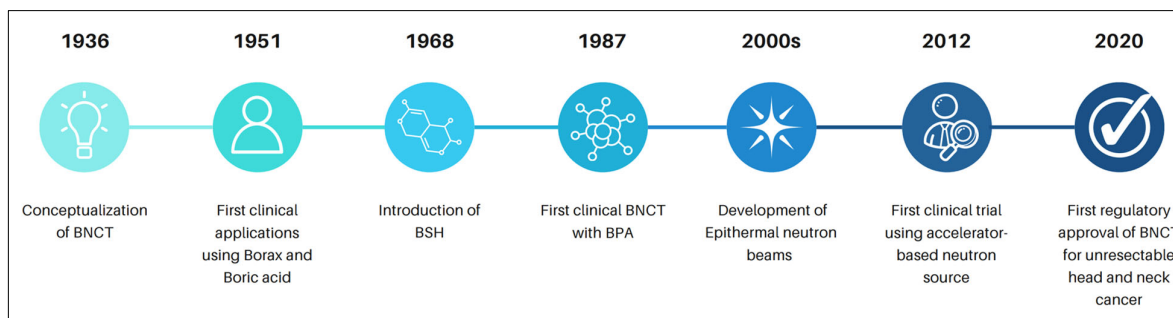 1936
1951
1968
1987
2000s
2012
2020
Conceptualization
of BNCT
First clinical
applications
using Borax and
Boric acid
Introduction of
BSH
First clinical BNCT
with BPA
Development of
Epithermal neutron
beams
First clinical trial
using accelerator-
based neutron
source
First regulatory
approval of BNCT
for unresectable
head and neck
cancer